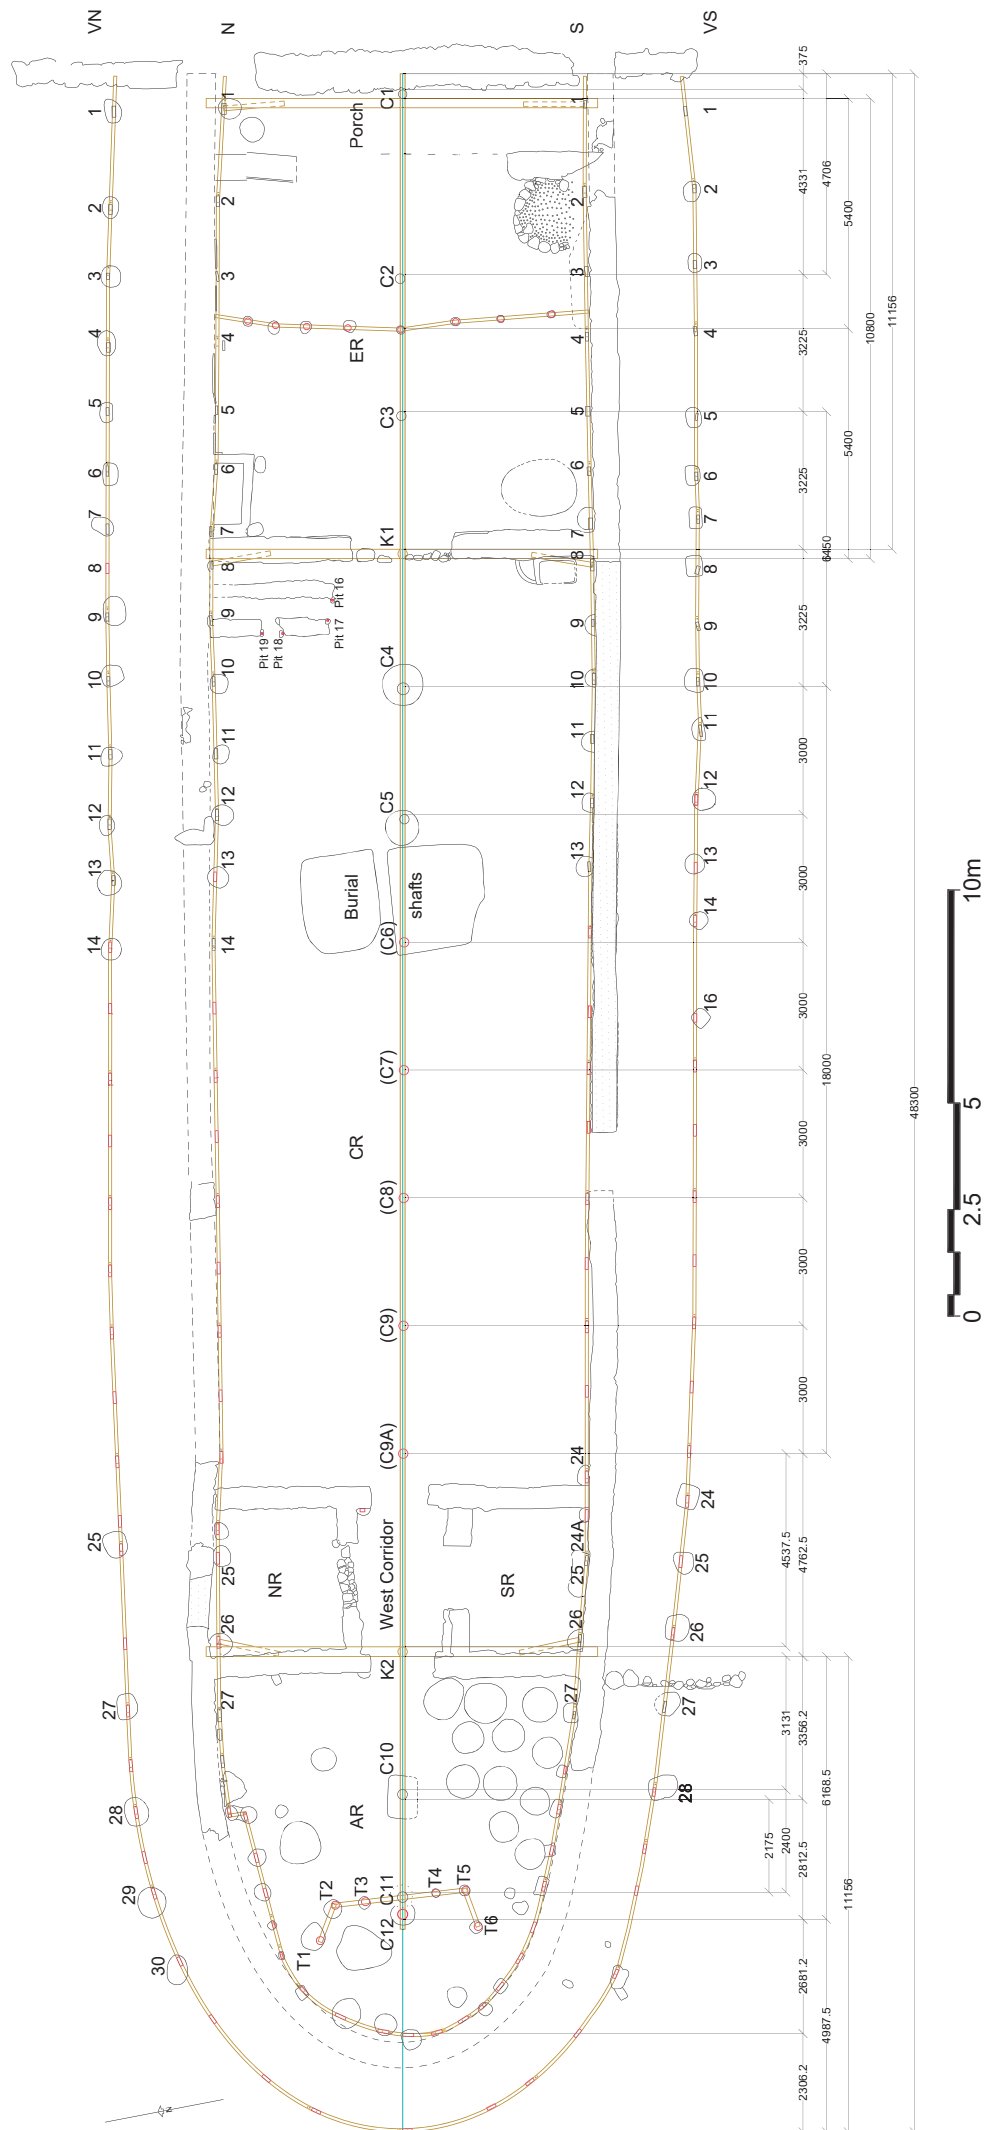 VN
N
S
VS
1
2
3
4
5
6
7
8
9
10
11
12
13
14
25
27
28
29
30
1
2
3
4
5
6
7
8
9
10
11
12
13
14
25
26
27
Porch
ER
Pit 16
Pit 17
Pit 18
Pit 19
Burial
shafts
CR
NR
SR
West Corridor
AR
C1
C2
C3
K1
C4
C5
(C6)
(C7)
(C8)
(C9)
(C9A)
K2
C10
C11
C12
T1
T2
T3
T4
T5
T6
1
2
3
4
5
6
7
8
9
10
11
12
13
24
24A
25
26
27
1
2
3
4
5
6
7
8
9
10
11
12
13
14
16
24
25
26
27
28
375
4331
3225
3225
3225
3000
3000
3000
3000
3000
3000
4762.5
3356.2
2812.5
2681.2
2306.2
4706
6450
18000
6168.5
4987.5
5400
5400
10800
11156
11156
48300
4537.5
3131
2400
2175
0
2.5
5
10m
N